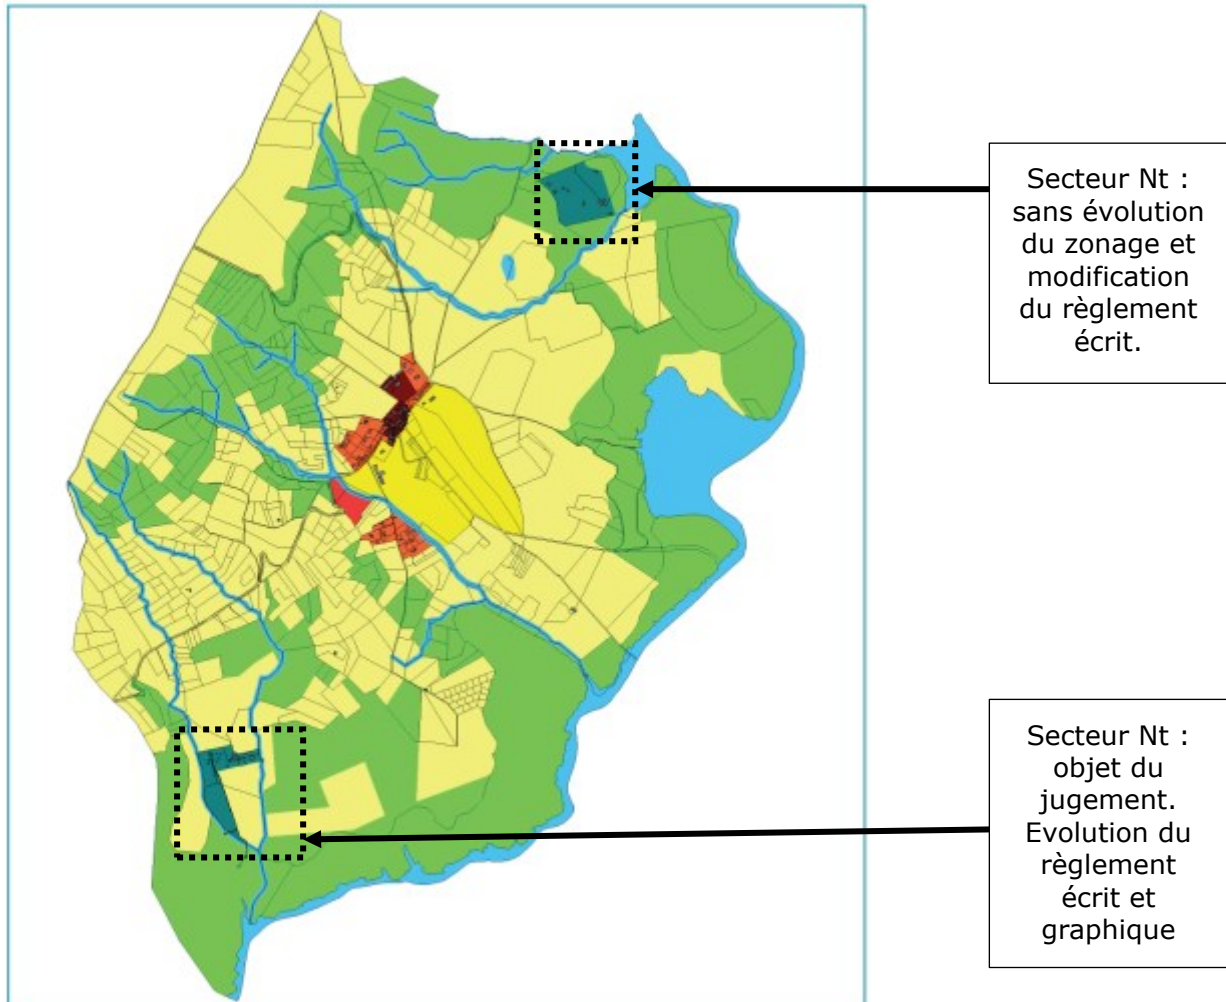 Secteur Nt :
sans évolution
du zonage et
modification
du règlement
écrit.
Secteur Nt :
objet du
jugement.
Evolution du
règlement
écrit et
graphique